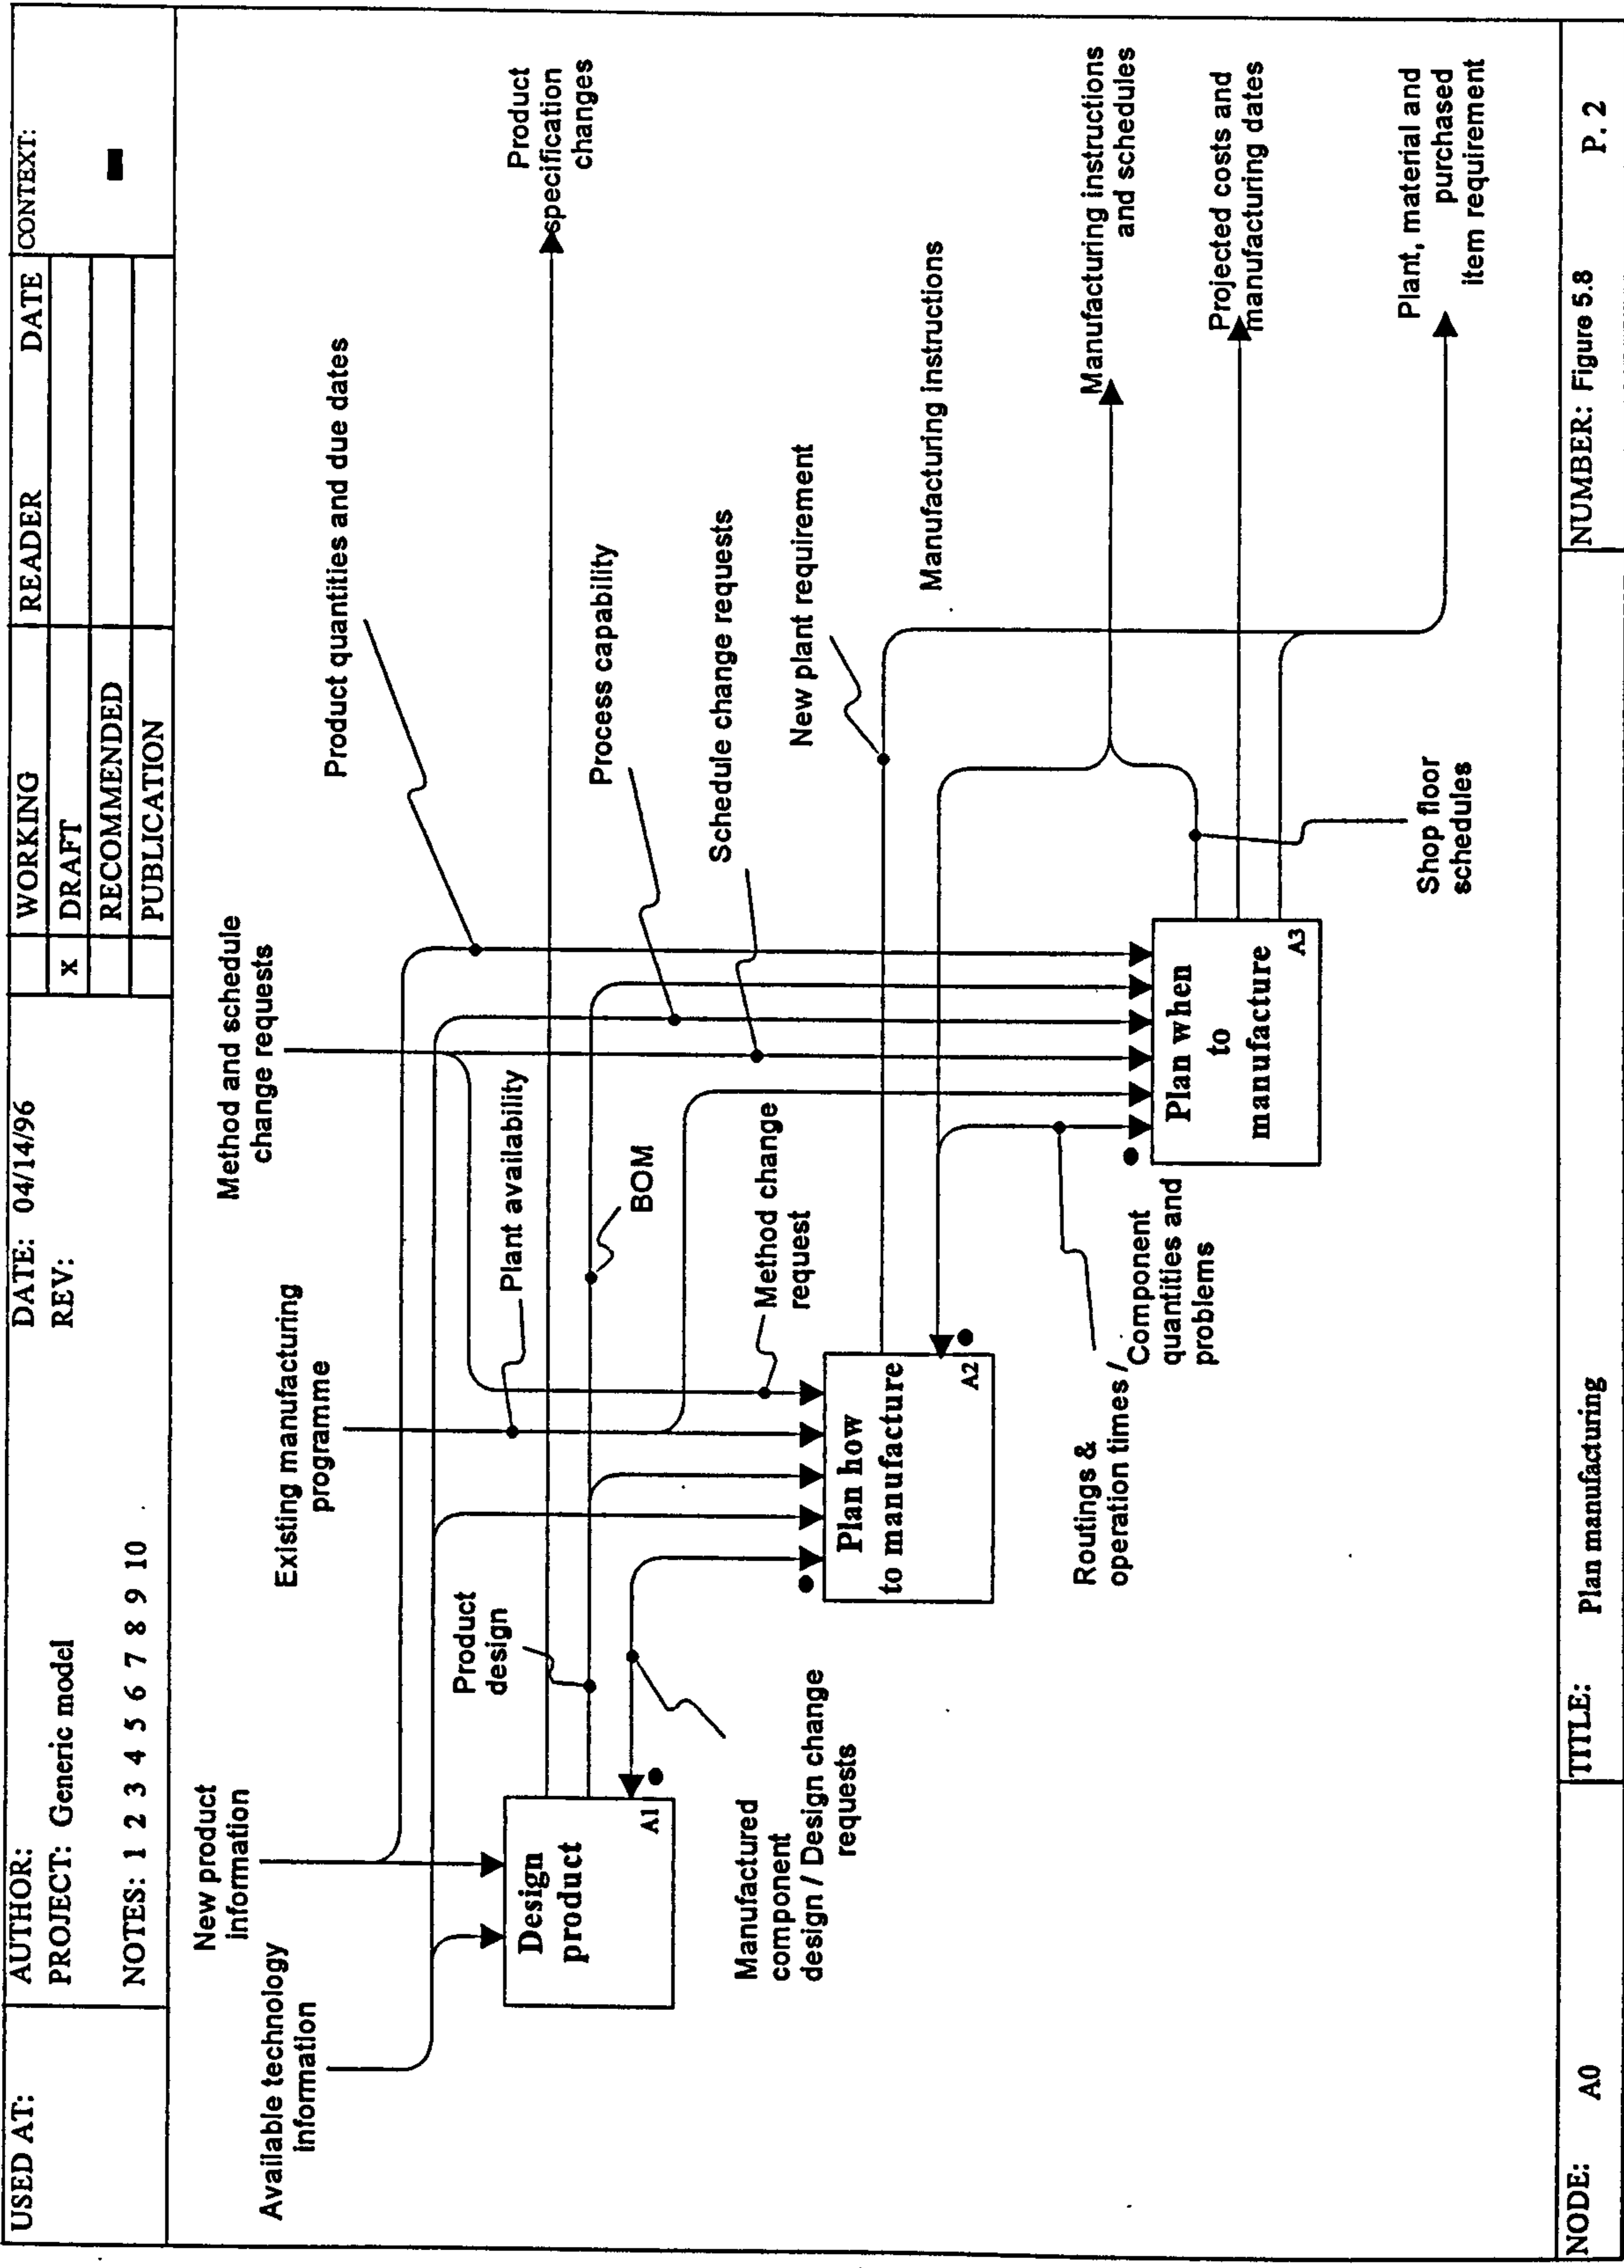 USED AT:
AUTHOR:
PROJECT: Generic model
NOTES: 1 2 3 4 5 6 7 8 9 10
DATE: 04/14/96
REV:
WORKING
x DRAFT
RECOMMENDED
PUBLICATION
READER
DATE
CONTEXT:
Available technology
information
New product
information
Existing manufacturing
programme
Method and schedule
change requests
Product quantities and due dates
Product
specification
changes
Plant availability
Process capability
Product
design
BOM
Schedule change requests
Design
product
A1
Method change
request
New plant requirement
Manufactured
component
design / Design change
requests
Plan how
to manufacture
A2
Manufacturing instructions
Manufacturing instructions
and schedules
Routings &
operation times /
Component
quantities and
problems
Plan when
to
manufacture
A3
Projected costs and
manufacturing dates
Shop floor
schedules
Plant, material and
purchased
item requirement
NODE: A0
TITLE: Plan manufacturing
NUMBER: Figure 5.8
P. 2